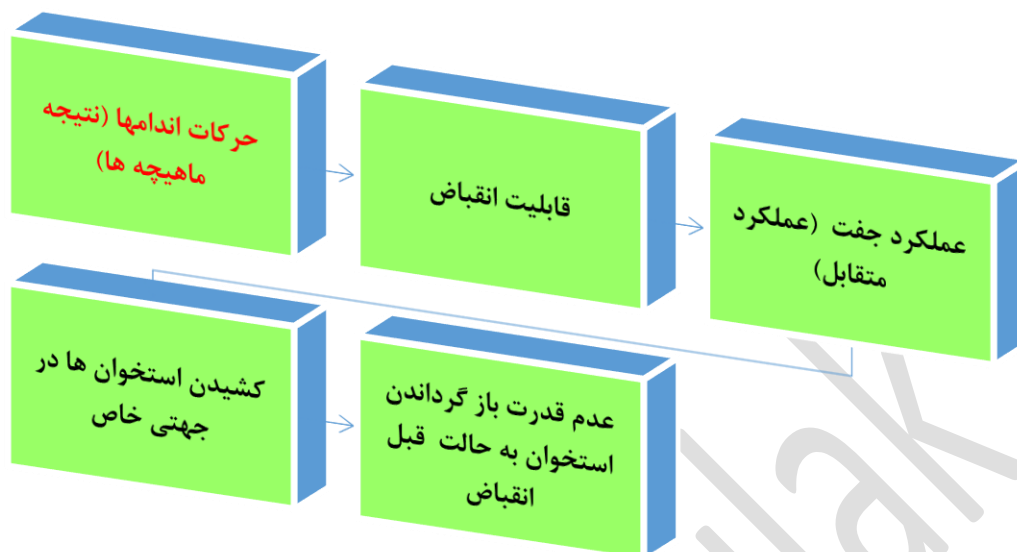 حرکات اندامها (نتیجه
ماهیچه ها)
قابلیت انقباض
عملکرد جفت (عملکرد
متقابل)
کشیدن استخوان ها در
جهتی خاص
عدم قدرت باز گرداندن
استخوان به حالت قبل
انقباض